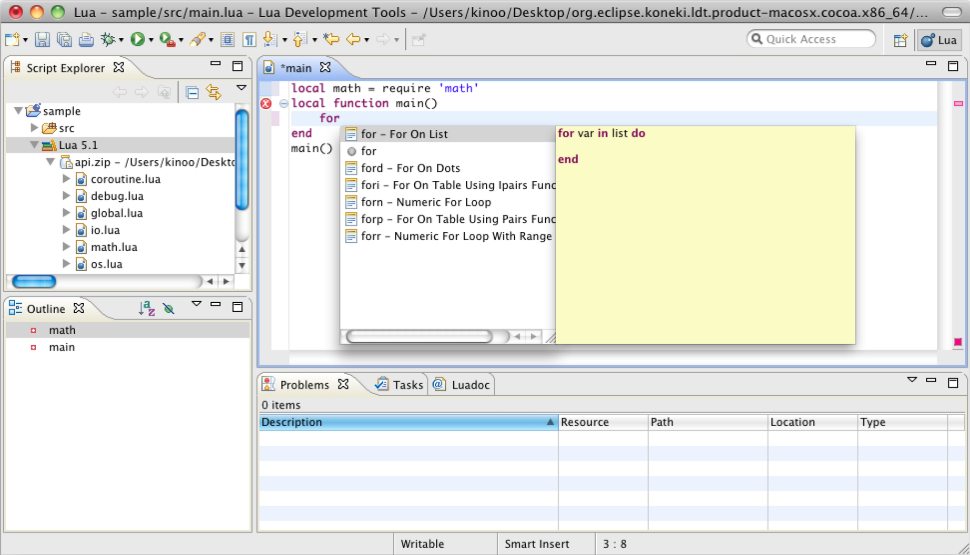 Lua – sample/src/main.lua – Lua Development Tools – /Users/kinoo/Desktop/org.eclipse.koneki.ldt.product-macosx.cocoa.x86_64/...
Quick Access
Lua
Script Explorer
sample
src
Lua 5.1
api.zip – /Users/kinoo/Deskto
coroutine.lua
debug.lua
global.lua
io.lua
math.lua
os.lua
Outline
math
main
*main
local math = require 'math'
local function main()
for
end
main()
for – For On List
for
ford – For On Dots
fori – For On Table Using Ipairs Func
forn – Numeric For Loop
forp – For On Table Using Pairs Func
forr – Numeric For Loop With Range
for var in list do
end
Problems Tasks Luadoc
0 items
Description Resource Path Location Type
Writable Smart Insert 3 : 8